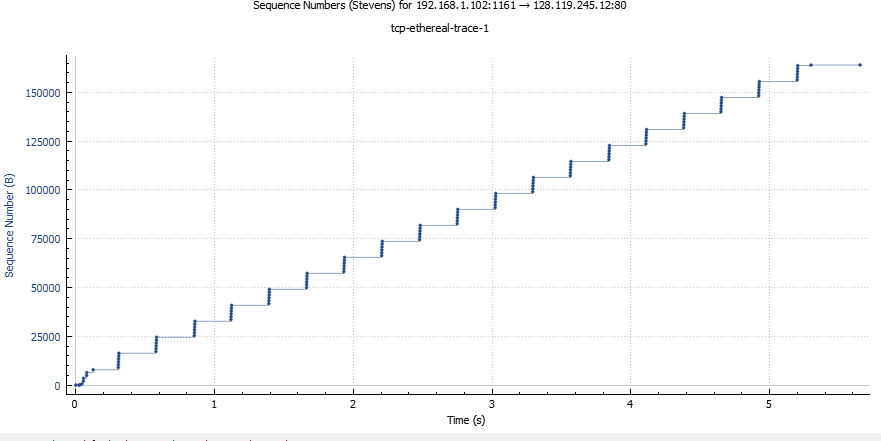 Sequence Numbers (Stevens) for 192.168.1.102:1161 → 128.119.245.12:80
tcp-ethereal-trace-1
Sequence Number (B)
150000
125000
100000
75000
50000
25000
0
0 1 2 3 4 5
Time (s)